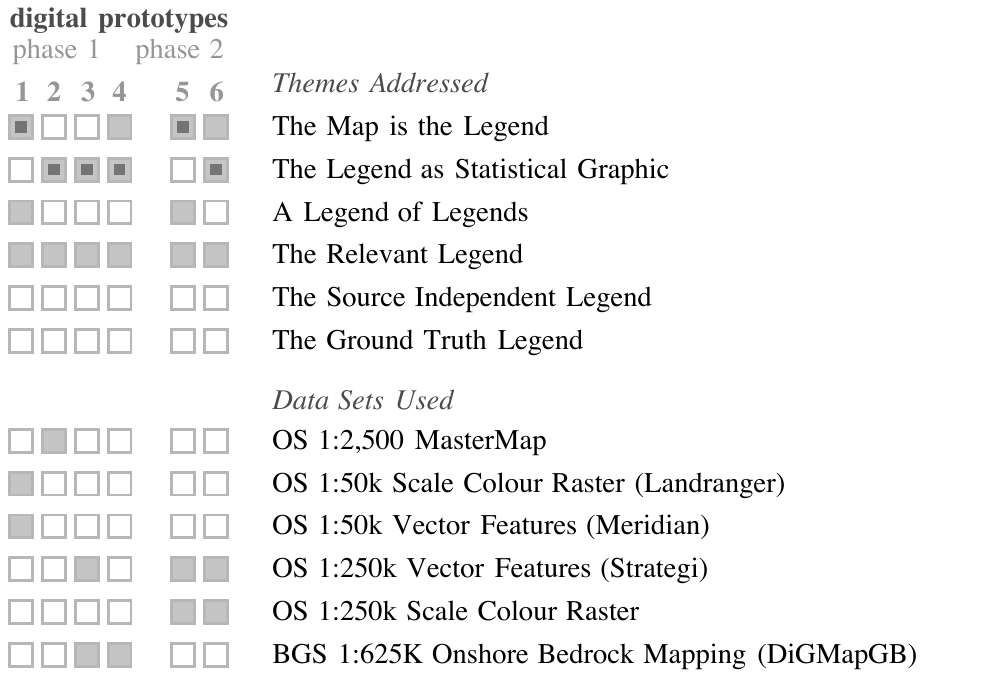 digital prototypes
phase 1 phase 2
1 2 3 4 5 6
Themes Addressed
The Map is the Legend
The Legend as Statistical Graphic
A Legend of Legends
The Relevant Legend
The Source Independent Legend
The Ground Truth Legend
Data Sets Used
OS 1:2,500 MasterMap
OS 1:50k Scale Colour Raster (Landranger)
OS 1:50k Vector Features (Meridian)
OS 1:250k Vector Features (Strategi)
OS 1:250k Scale Colour Raster
BGS 1:625K Onshore Bedrock Mapping (DiGMapGB)